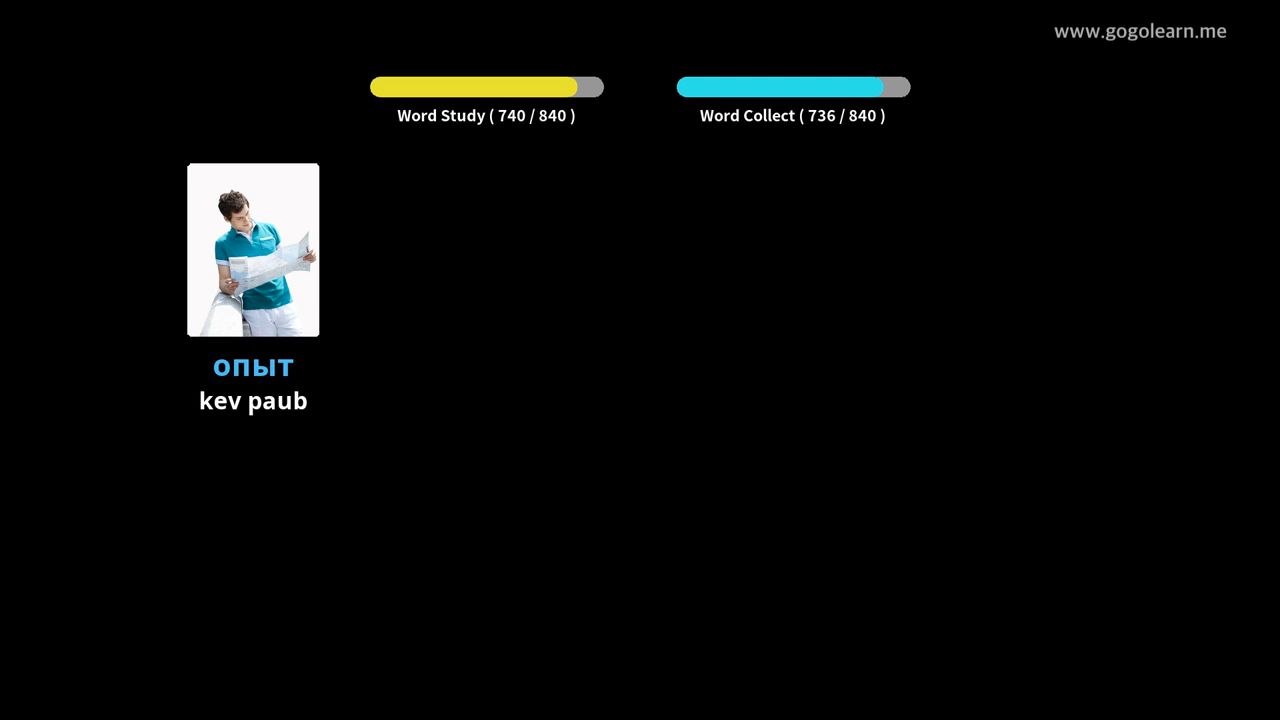 www.gogolearn.me
Word Study ( 740 / 840 )
Word Collect ( 736 / 840 )
опыт
kev paub